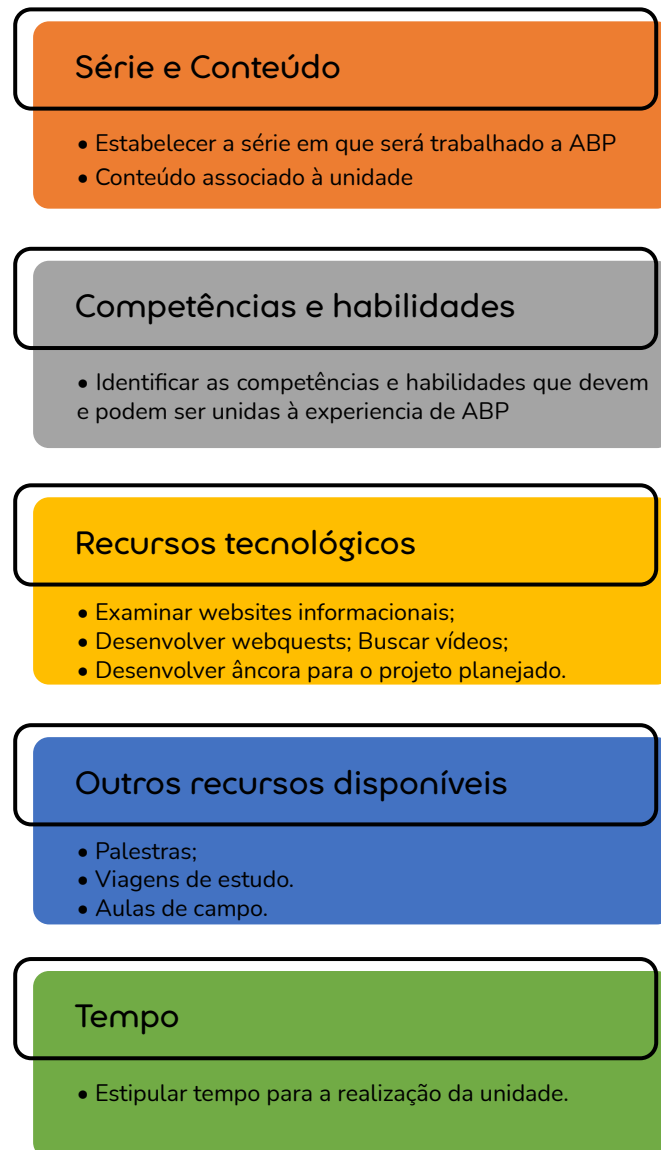 Série e Conteúdo
• Estabelecer a série em que será trabalhado a ABP
• Conteúdo associado à unidade
Competências e habilidades
• Identificar as competências e habilidades que devem
e podem ser unidas à experiencia de ABP
Recursos tecnológicos
• Examinar websites informacionais;
• Desenvolver webquests; Buscar vídeos;
• Desenvolver âncora para o projeto planejado.
Outros recursos disponíveis
• Palestras;
• Viagens de estudo.
• Aulas de campo.
Tempo
• Estipular tempo para a realização da unidade.